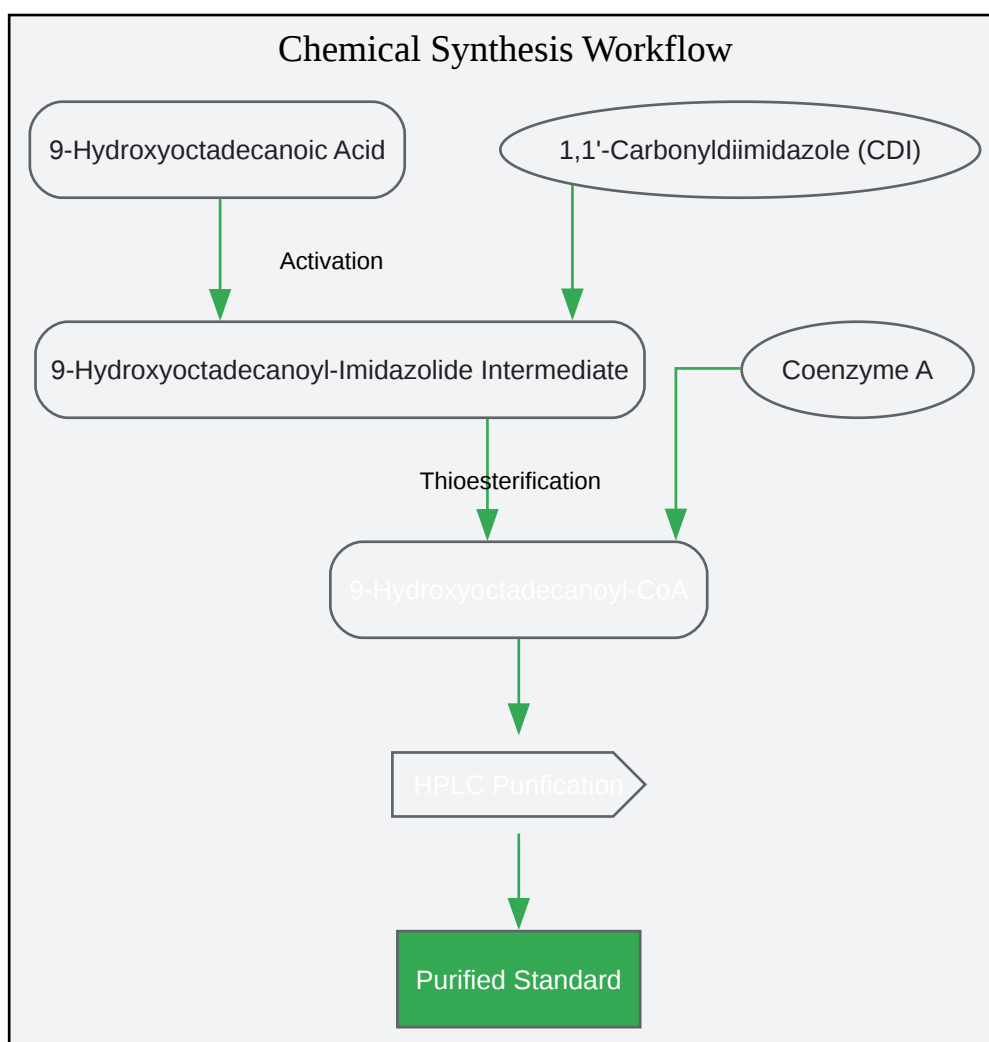 Chemical Synthesis Workflow
9-Hydroxyoctadecanoic Acid
1,1'-Carbonyldiimidazole (CDI)
Activation
9-Hydroxyoctadecanoyl-Imidazolide Intermediate
Coenzyme A
Thioesterification
9-Hydroxyoctadecanoyl-CoA
HPLC Purification
Purified Standard